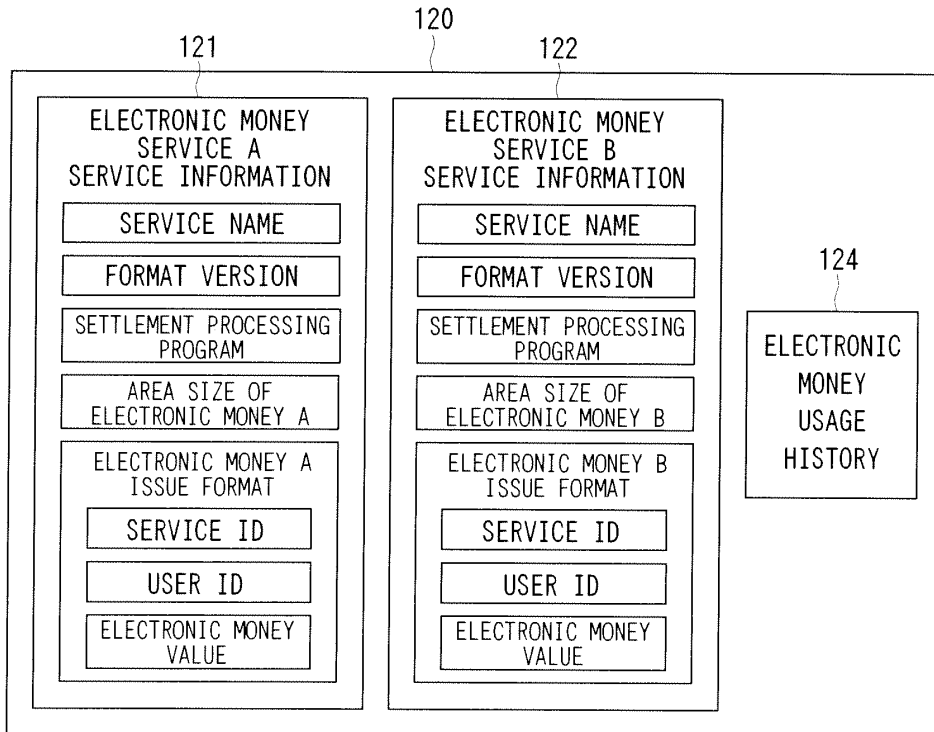 120
121
122
ELECTRONIC MONEY
SERVICE A
SERVICE INFORMATION
SERVICE NAME
FORMAT VERSION
SETTLEMENT PROCESSING
PROGRAM
AREA SIZE OF
ELECTRONIC MONEY A
ELECTRONIC MONEY A
ISSUE FORMAT
SERVICE ID
USER ID
ELECTRONIC MONEY
VALUE
ELECTRONIC MONEY
SERVICE B
SERVICE INFORMATION
SERVICE NAME
FORMAT VERSION
SETTLEMENT PROCESSING
PROGRAM
AREA SIZE OF
ELECTRONIC MONEY B
ELECTRONIC MONEY B
ISSUE FORMAT
SERVICE ID
USER ID
ELECTRONIC MONEY
VALUE
124
ELECTRONIC
MONEY
USAGE
HISTORY